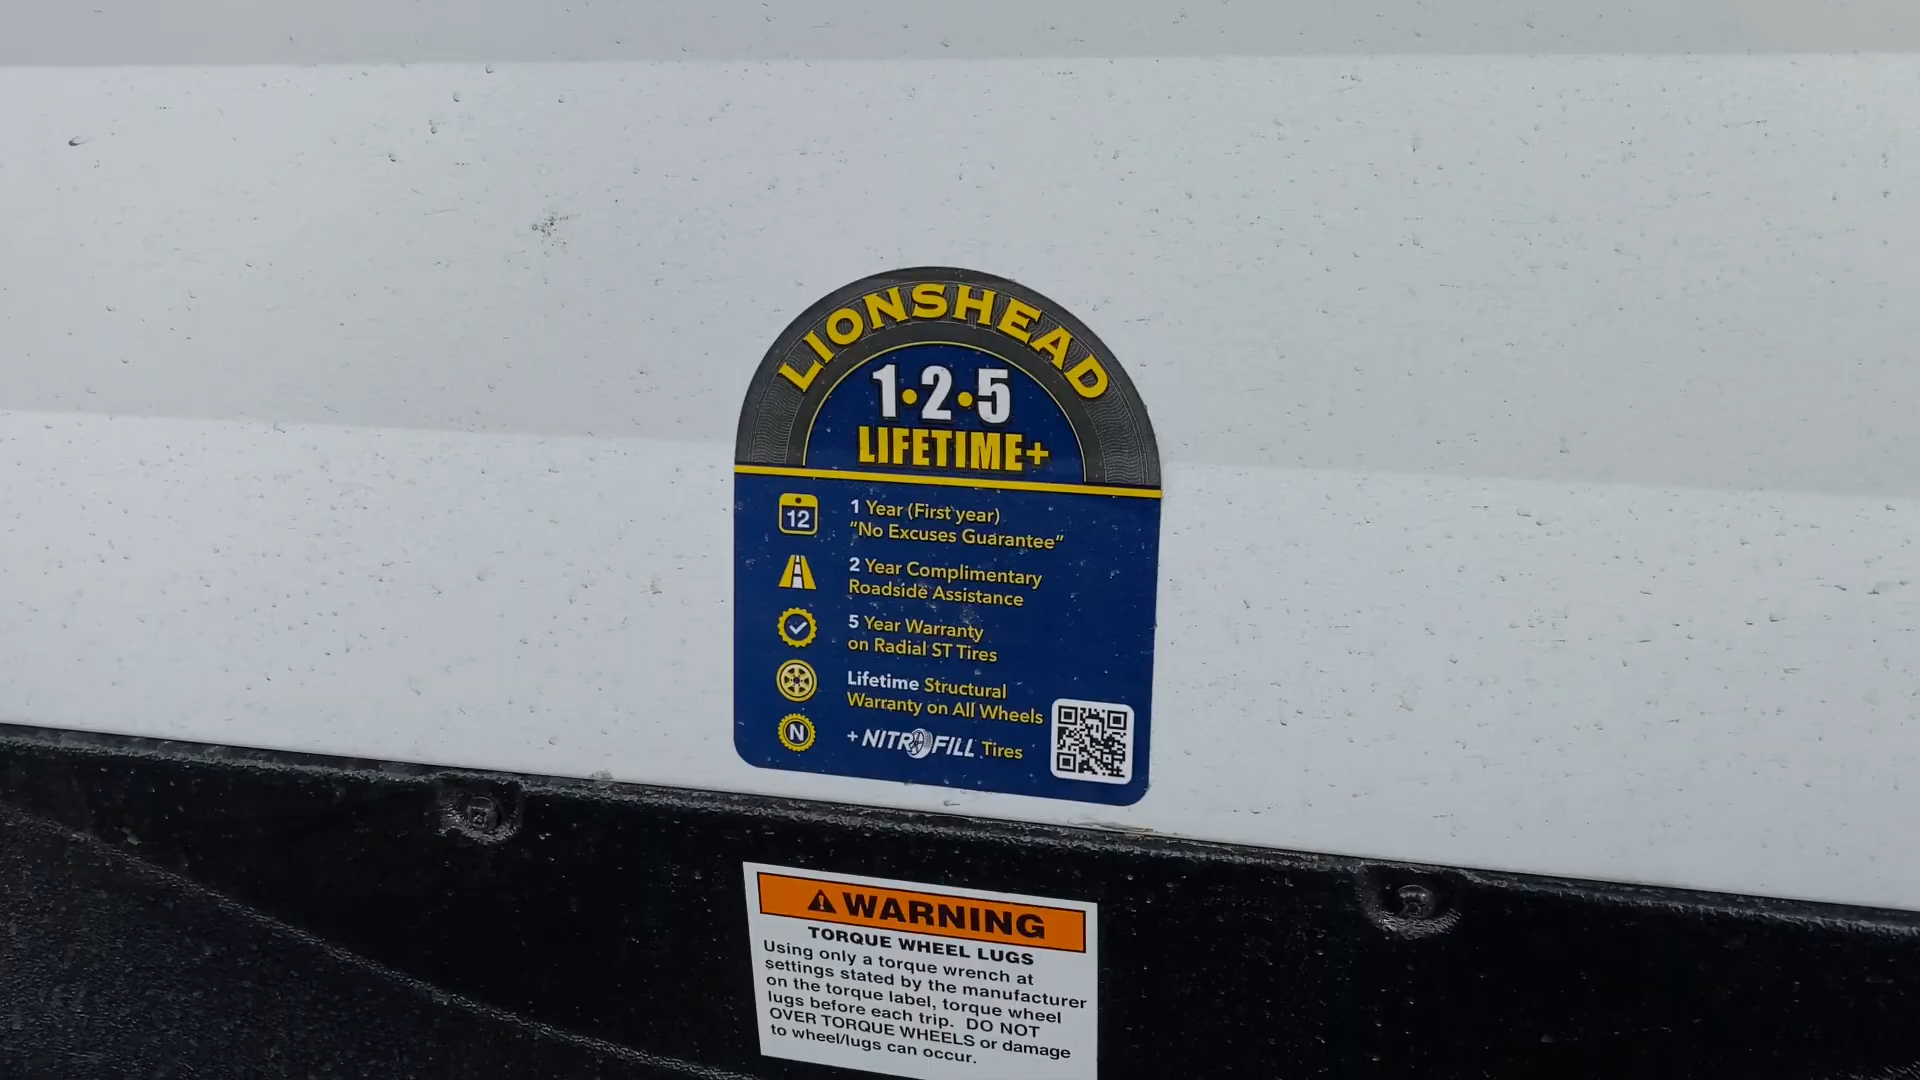 LIONSHEAD
1•2•5
LIFETIME+
12
1 Year (First year)
"No Excuses Guarantee"
2 Year Complimentary
Roadside Assistance
5 Year Warranty
on Radial ST Tires
Lifetime Structural
Warranty on All Wheels
N
+ NITROFILL Tires
WARNING
TORQUE WHEEL LUGS
Using only a torque wrench at
settings stated by the manufacturer
on the torque label, torque wheel
lugs before each trip. DO NOT
OVER TORQUE WHEELS or damage
to wheel/lugs can occur.